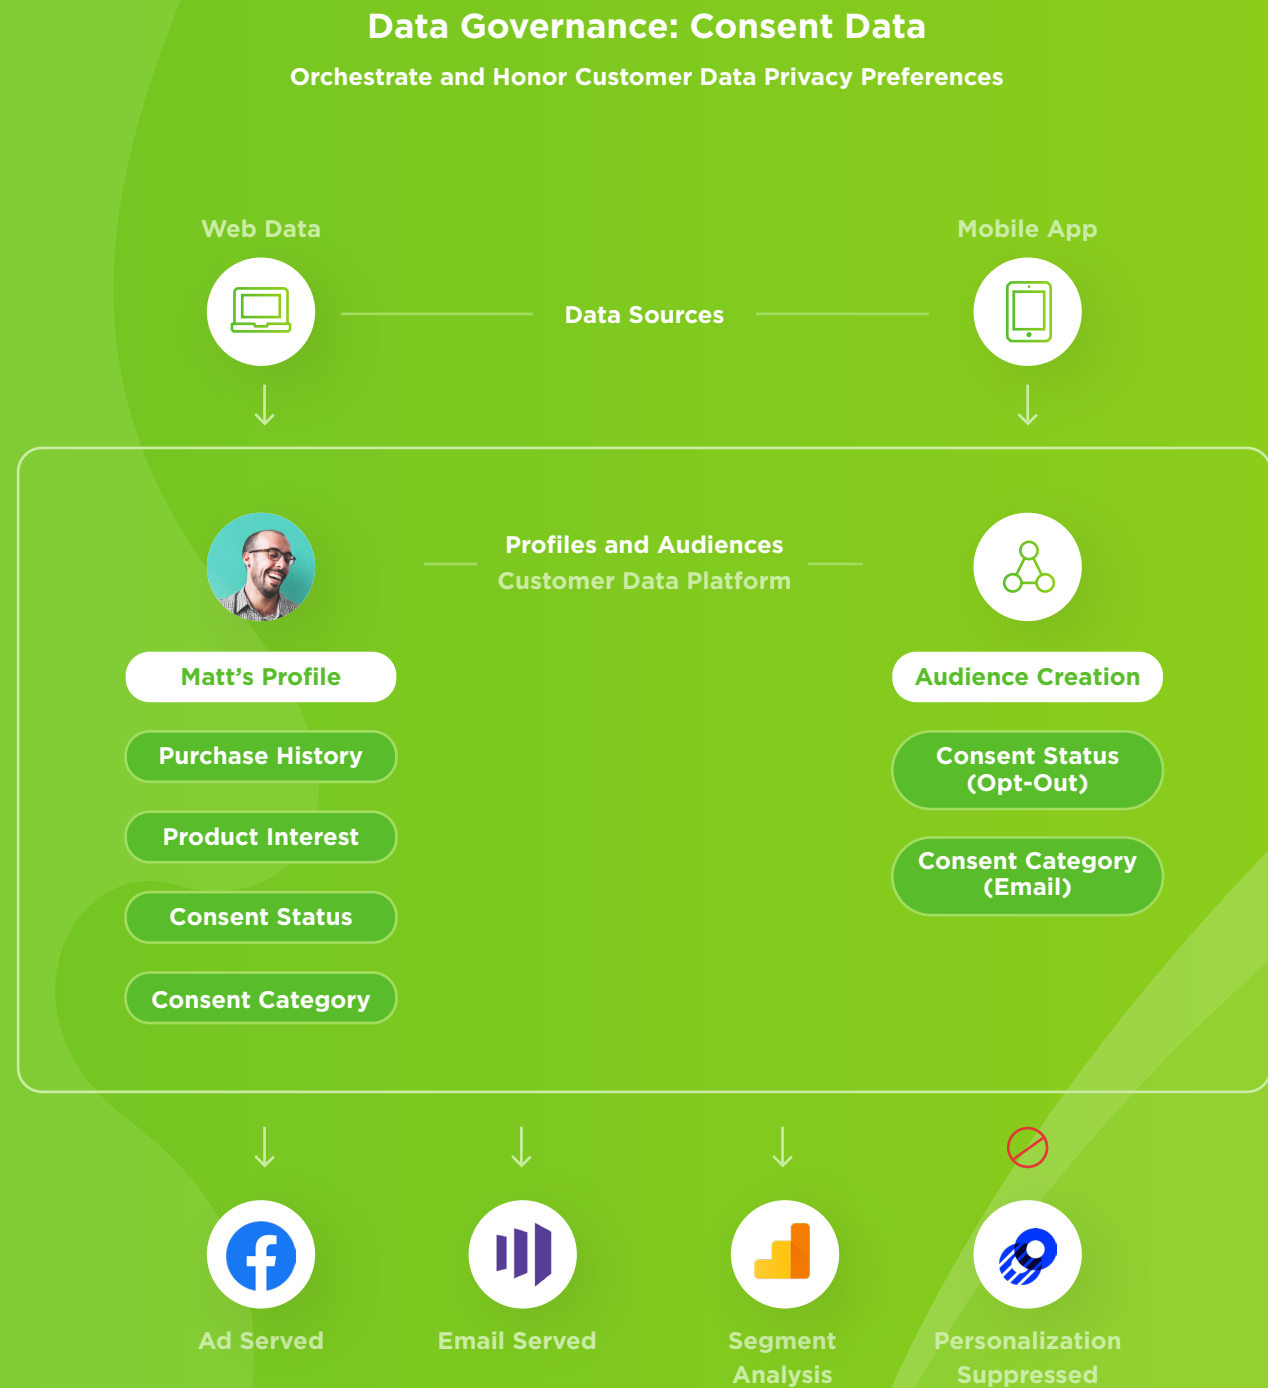 Data Governance: Consent Data
Orchestrate and Honor Customer Data Privacy Preferences
Web Data
Mobile App
Data Sources
Profiles and Audiences
Customer Data Platform
Matt’s Profile
Purchase History
Product Interest
Consent Status
Consent Category
Audience Creation
Consent Status
(Opt-Out)
Consent Category
(Email)
Ad Served
Email Served
Segment
Analysis
Personalization
Suppressed